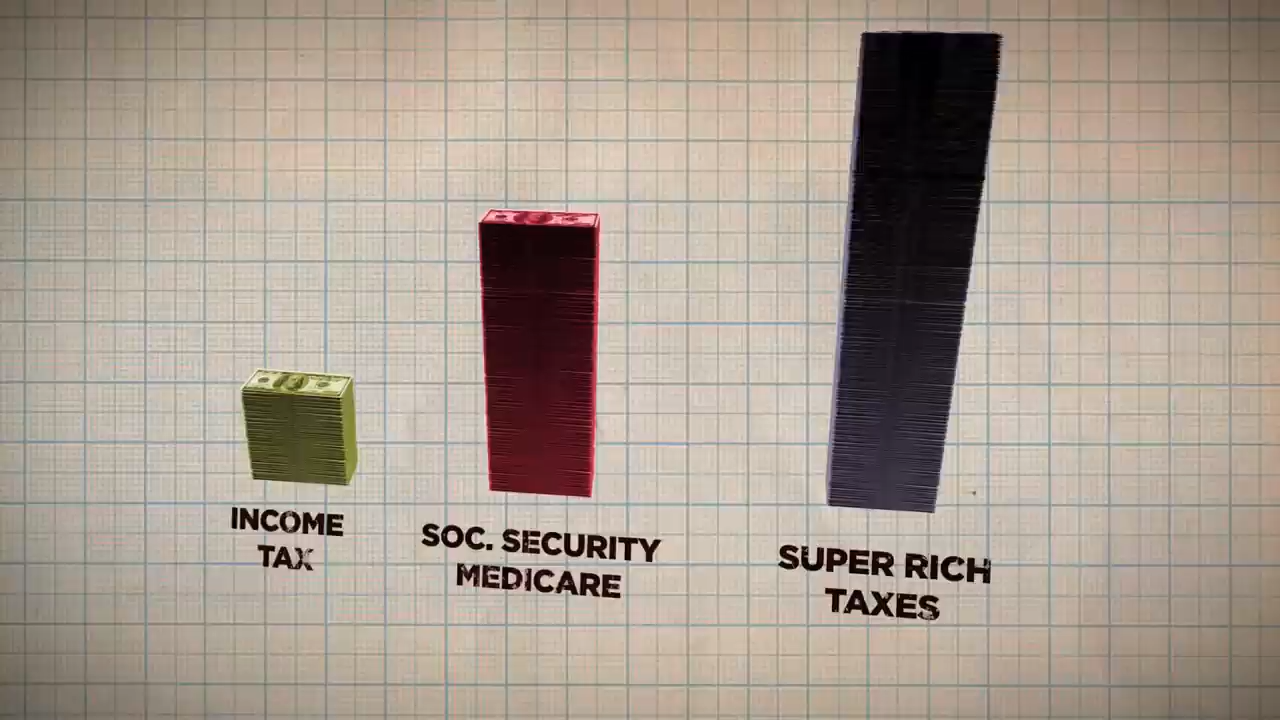 INCOME
TAX
SOC. SECURITY
MEDICARE
SUPER RICH
TAXES